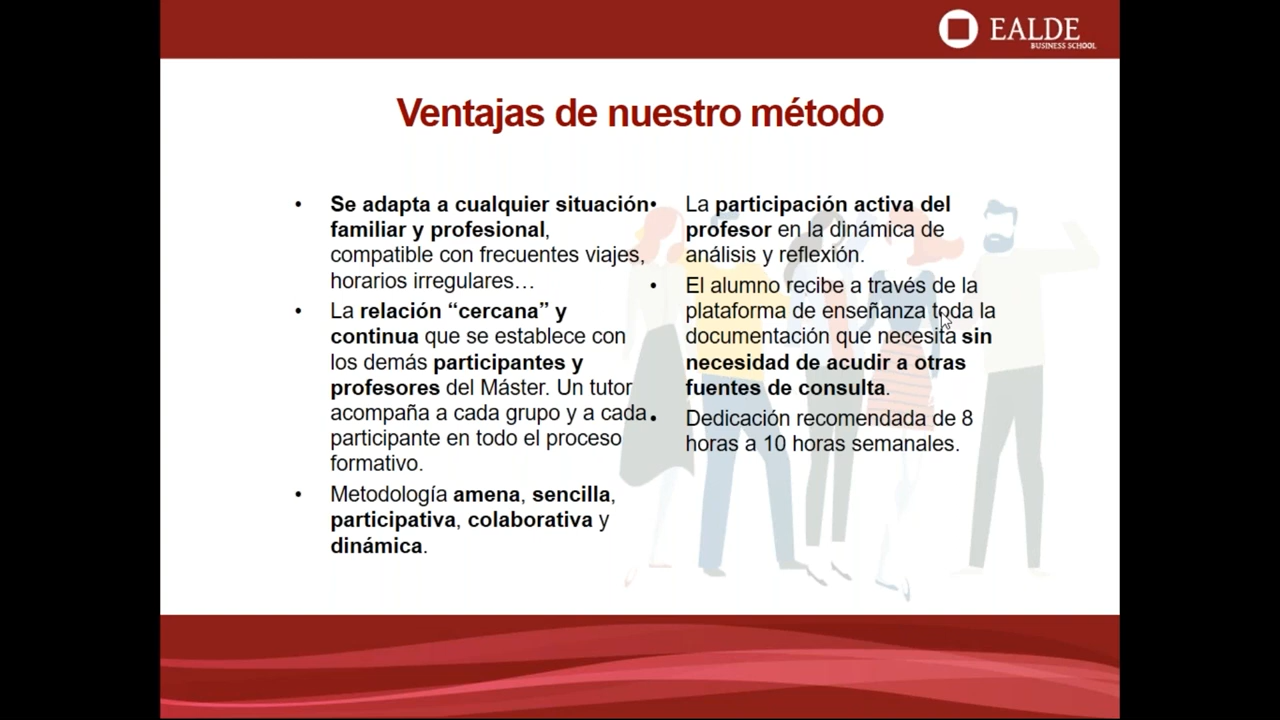 EALDE
BUSINESS SCHOOL
Ventajas de nuestro método
• Se adapta a cualquier situación
familiar y profesional,
compatible con frecuentes viajes,
horarios irregulares…
• La relación “cercana” y
continua que se establece con
los demás participantes y
profesores del Máster. Un tutor
acompaña a cada grupo y a cada
participante en todo el proceso
formativo.
• Metodología amena, sencilla,
participativa, colaborativa y
dinámica.
• La participación activa del
profesor en la dinámica de
análisis y reflexión.
• El alumno recibe a través de la
plataforma de enseñanza toda la
documentación que necesita sin
necesidad de acudir a otras
fuentes de consulta.
• Dedicación recomendada de 8
horas a 10 horas semanales.